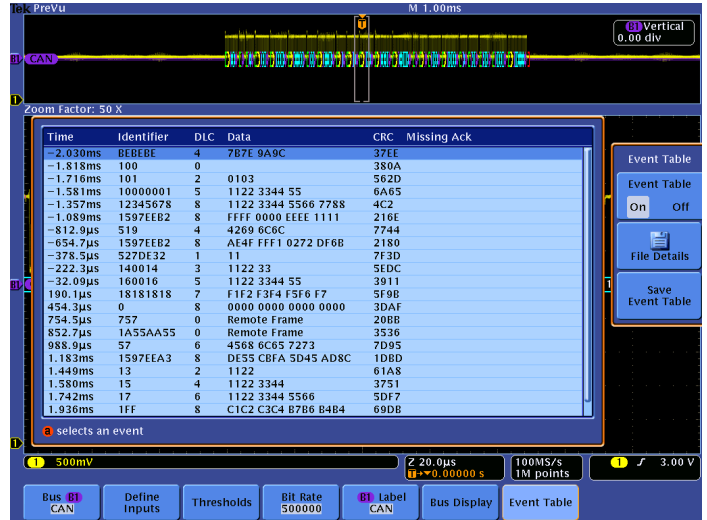 Tek PreVu M 1.00ms
B1 Vertical
0.00 div
B1 CAN
1
Zoom Factor: 50 X
Time Identifier DLC Data CRC Missing Ack
−2.030ms BEBEBE 4 7B7E 9A9C 37EE
−1.818ms 100 0 380A
−1.716ms 101 2 0103 562D
−1.581ms 10000001 5 1122 3344 55 6A65
−1.357ms 12345678 8 1122 3344 5566 7788 4C2
−1.089ms 1597EEB2 8 FFFF 0000 EEEE 1111 216E
−812.9µs 519 4 4269 6C6C 7744
−654.7µs 1597EEB2 8 AE4F FFF1 0272 DF6B 2180
−378.5µs 527DE32 1 11 7F3D
−222.3µs 140014 3 1122 33 5EDC
−32.09µs 160016 5 1122 3344 55 3911
190.1µs 18181818 7 F1F2 F3F4 F5F6 F7 5F9B
454.3µs 0 8 0000 0000 0000 0000 3DAF
754.5µs 757 0 Remote Frame 20BB
852.7µs 1A55AA55 0 Remote Frame 3536
988.9µs 57 6 4568 6C65 7273 7D95
1.183ms 1597EEA3 8 DE55 CBFA 5D45 AD8C 1DBD
1.449ms 13 2 1122 61A8
1.580ms 15 4 1122 3344 3751
1.742ms 17 6 1122 3344 5566 5DF7
1.936ms 1FF 8 C1C2 C3C4 B7B6 B4B4 69DB
a selects an event
Event Table
Event Table
On Off
File Details
Save
Event Table
B1
1
1
1 500mV
Z 20.0µs
T→▼0.00000 s
100MS/s
1M points
1 ʃ 3.00 V
Bus B1
CAN
Define
Inputs
Thresholds
Bit Rate
500000
B1 Label
CAN
Bus Display
Event Table